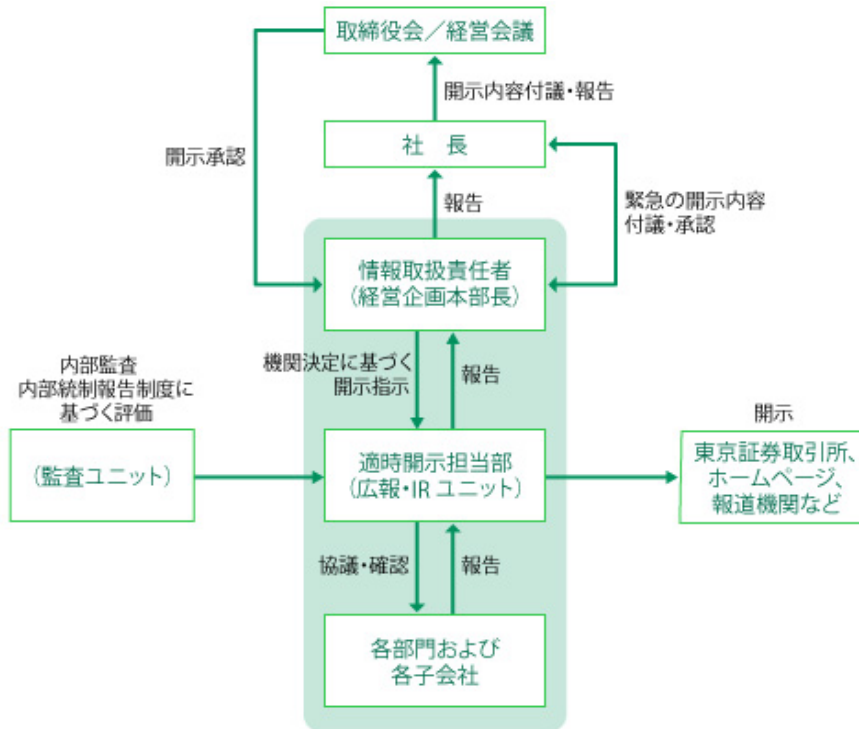 取締役会／経営会議
開示内容付議・報告
社　長
開示承認
報告
緊急の開示内容
付議・承認
情報取扱責任者
（経営企画本部長）
機関決定に基づく
開示指示
報告
内部監査
内部統制報告制度に
基づく評価
（監査ユニット）
適時開示担当部
（広報・IR ユニット）
開示
東京証券取引所、
ホームページ、
報道機関など
協議・確認
報告
各部門および
各子会社